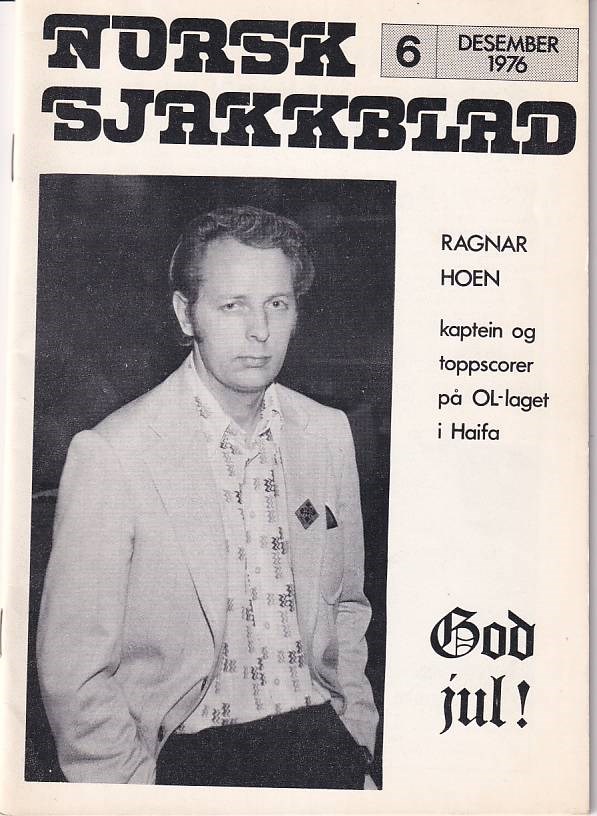 NORSK
SJAKKBLAD
6
DESEMBER
1976
RAGNAR
HOEN
kaptein og
toppscorer
på OL-laget
i Haifa
God
jul!